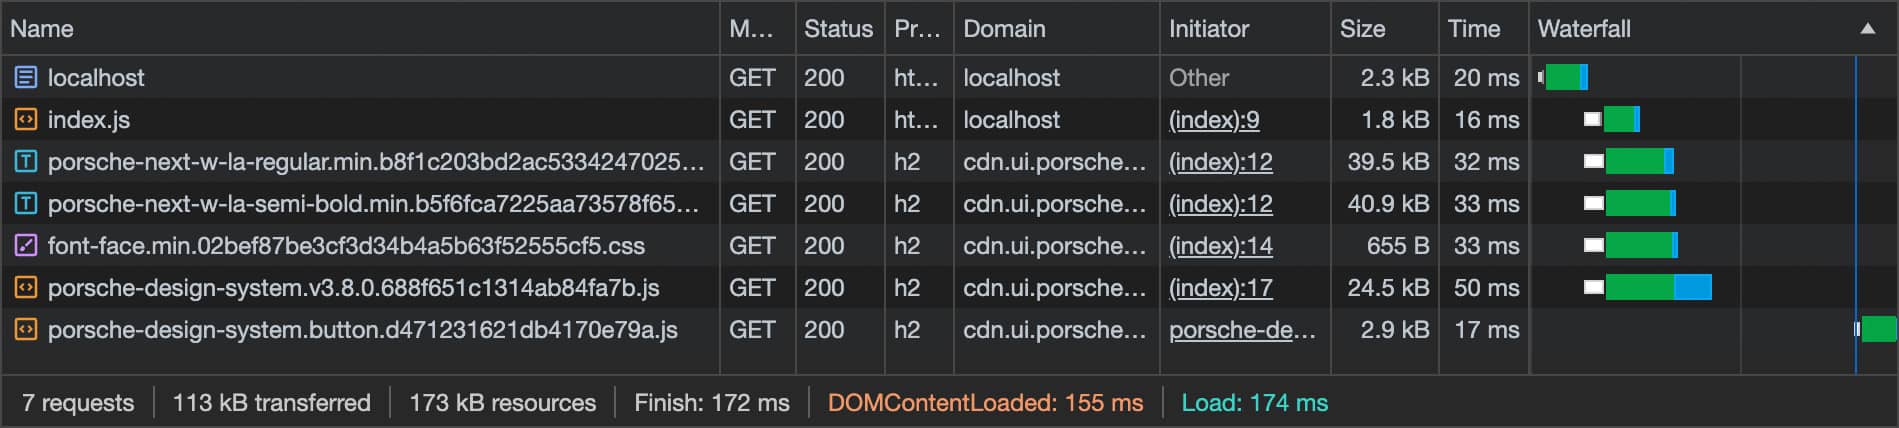 Name M... Status Pr... Domain Initiator Size Time Waterfall
localhost GET 200 ht... localhost Other 2.3 kB 20 ms
index.js GET 200 ht... localhost (index):9 1.8 kB 16 ms
porsche-next-w-la-regular.min.b8f1c203bd2ac5334247025... GET 200 h2 cdn.ui.porsche... (index):12 39.5 kB 32 ms
porsche-next-w-la-semi-bold.min.b5f6fca7225aa73578f65... GET 200 h2 cdn.ui.porsche... (index):12 40.9 kB 33 ms
font-face.min.02bef87be3cf3d34b4a5b63f52555cf5.css GET 200 h2 cdn.ui.porsche... (index):14 655 B 33 ms
porsche-design-system.v3.8.0.688f651c1314ab84fa7b.js GET 200 h2 cdn.ui.porsche... (index):17 24.5 kB 50 ms
porsche-design-system.button.d471231621db4170e79a.js GET 200 h2 cdn.ui.porsche... porsche-de... 2.9 kB 17 ms
7 requests 113 kB transferred 173 kB resources Finish: 172 ms DOMContentLoaded: 155 ms Load: 174 ms